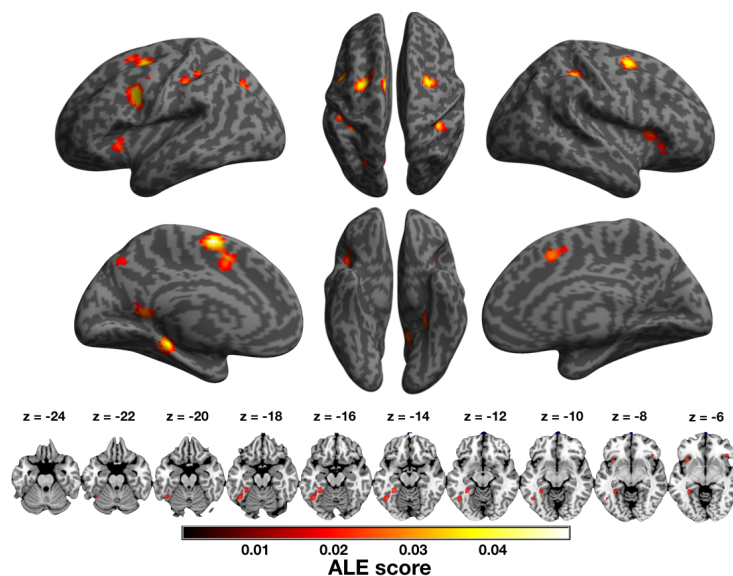 z = -24 z = -22 z = -20 z = -18 z = -16 z = -14 z = -12 z = -10 z = -8 z = -6
0.01 0.02 0.03 0.04
ALE score